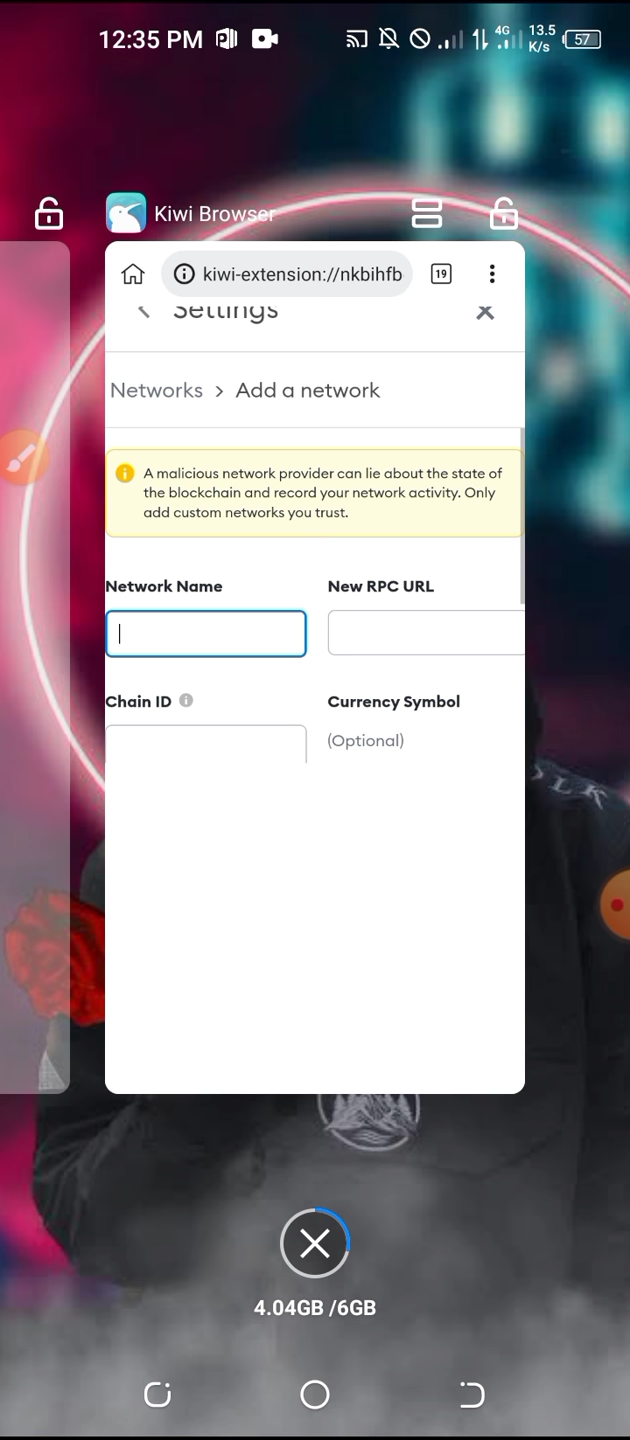 12:35 PM
4G
13.5
K/s
57
Kiwi Browser
kiwi-extension://nkbihfb
19
Settings
Networks > Add a network
A malicious network provider can lie about the state of
the blockchain and record your network activity. Only
add custom networks you trust.
Network Name
New RPC URL
Chain ID
Currency Symbol
(Optional)
4.04GB /6GB